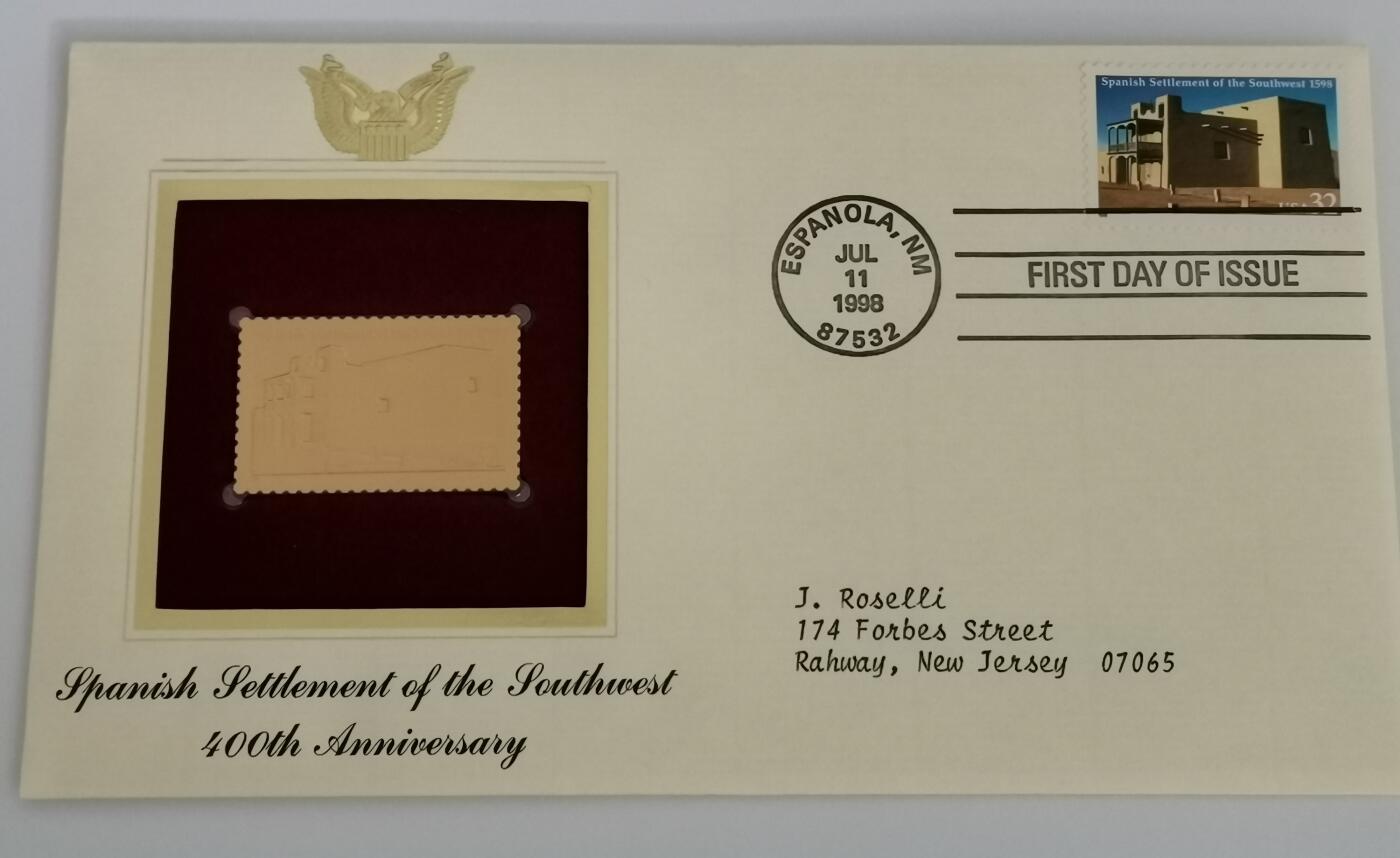 Spanish Settlement of the Southwest 1598
USA 32
ESPANOLA, NM
JUL
11
1998
87532
FIRST DAY OF ISSUE
J. Roselli
174 Forbes Street
Rahway, New Jersey 07065
Spanish Settlement of the Southwest
400th Anniversary